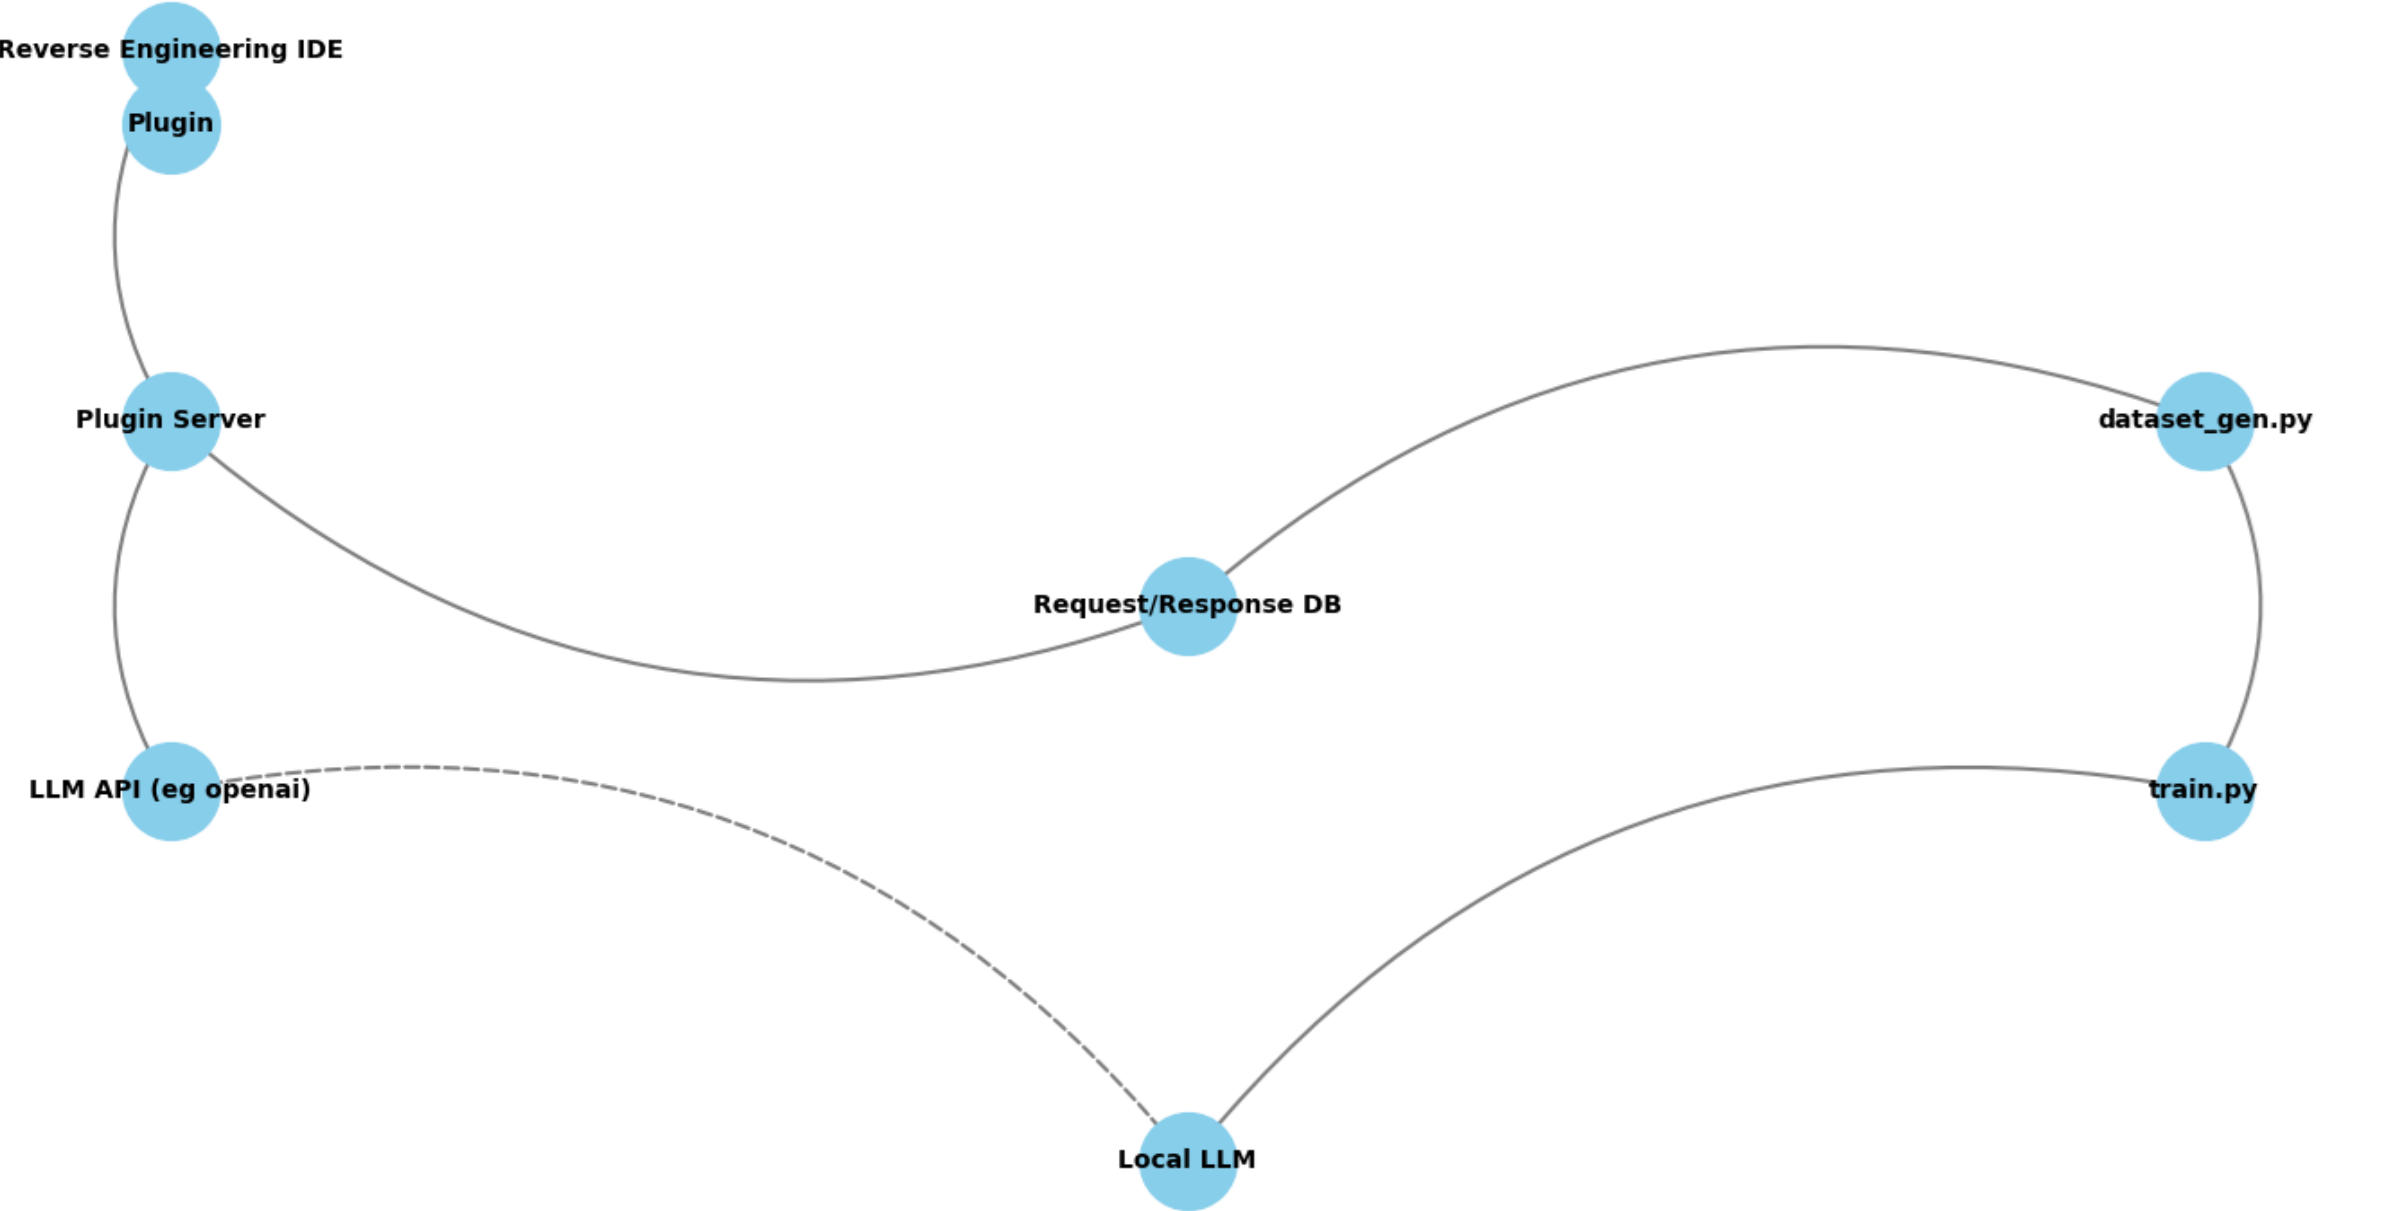 Reverse Engineering IDE
Plugin
Plugin Server
dataset_gen.py
Request/Response DB
LLM API (eg openai)
train.py
Local LLM